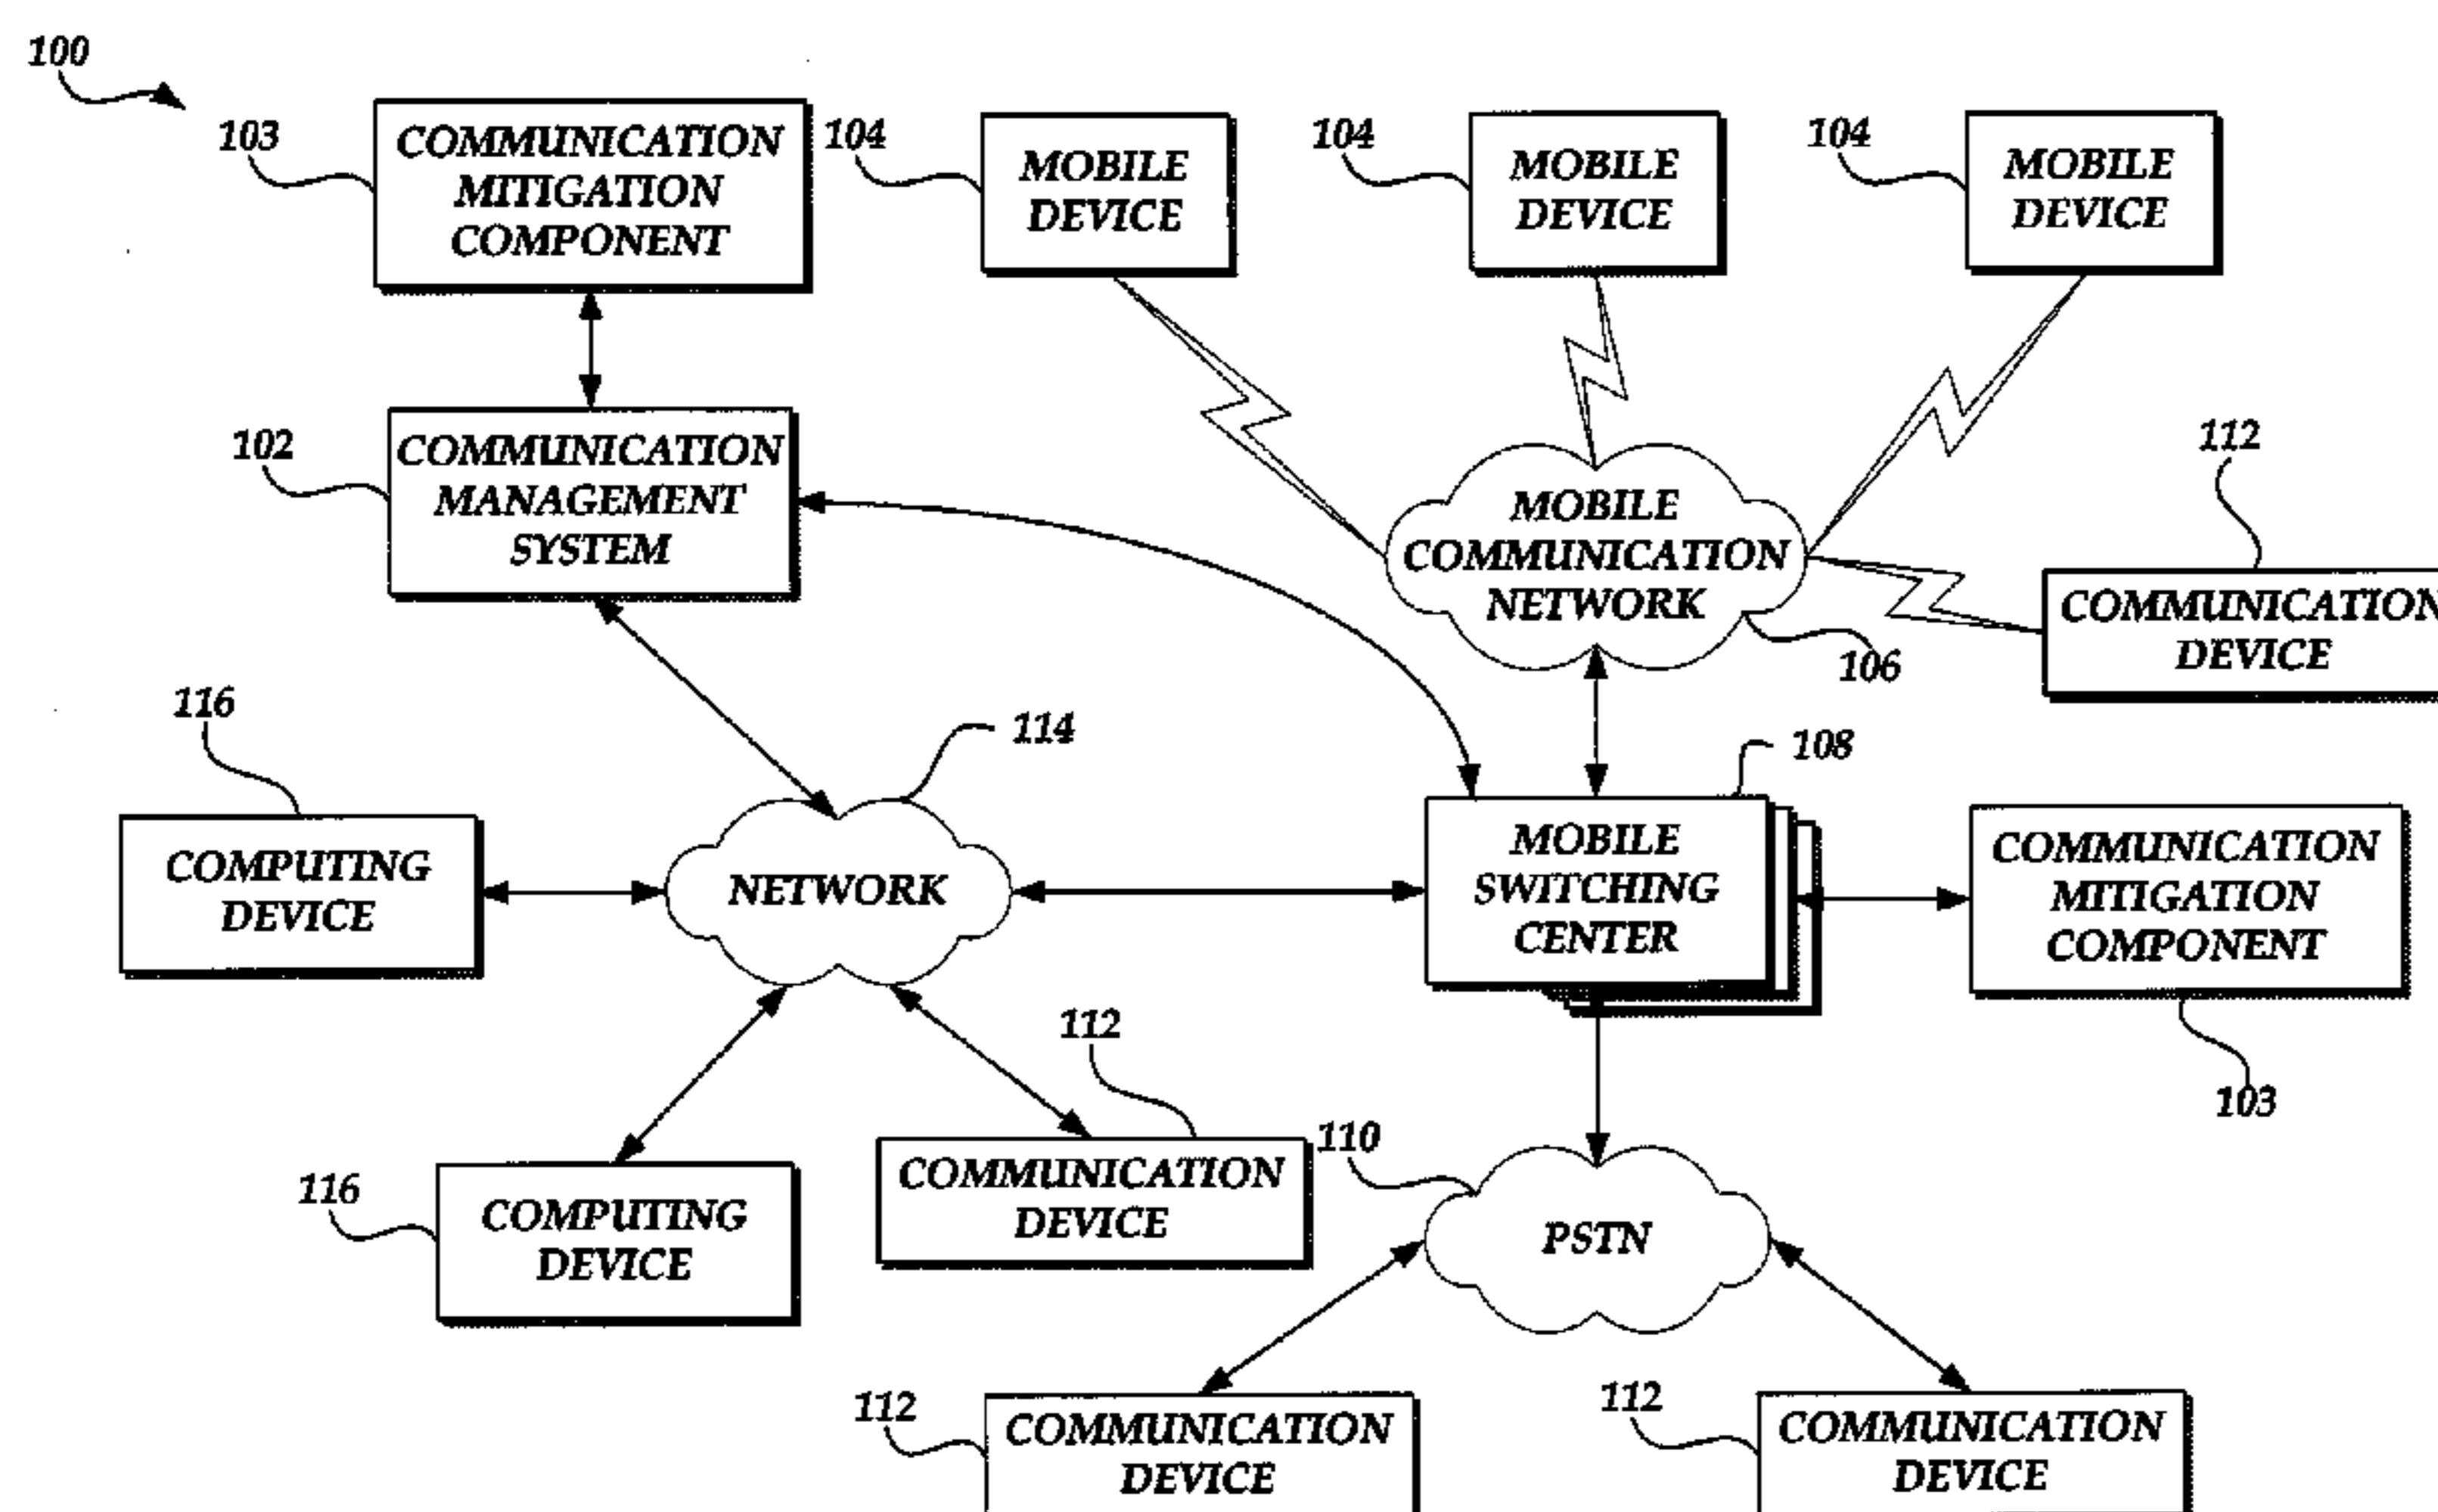 100
103
COMMUNICATION
MITIGATION
COMPONENT
104
MOBILE
DEVICE
104
MOBILE
DEVICE
104
MOBILE
DEVICE
102
COMMUNICATION
MANAGEMENT
SYSTEM
MOBILE
COMMUNICATION
NETWORK
106
112
COMMUNICATION
DEVICE
116
COMPUTING
DEVICE
114
NETWORK
108
MOBILE
SWITCHING
CENTER
COMMUNICATION
MITIGATION
COMPONENT
103
116
COMPUTING
DEVICE
112
COMMUNICATION
DEVICE
110
PSTN
112
COMMUNICATION
DEVICE
112
COMMUNICATION
DEVICE